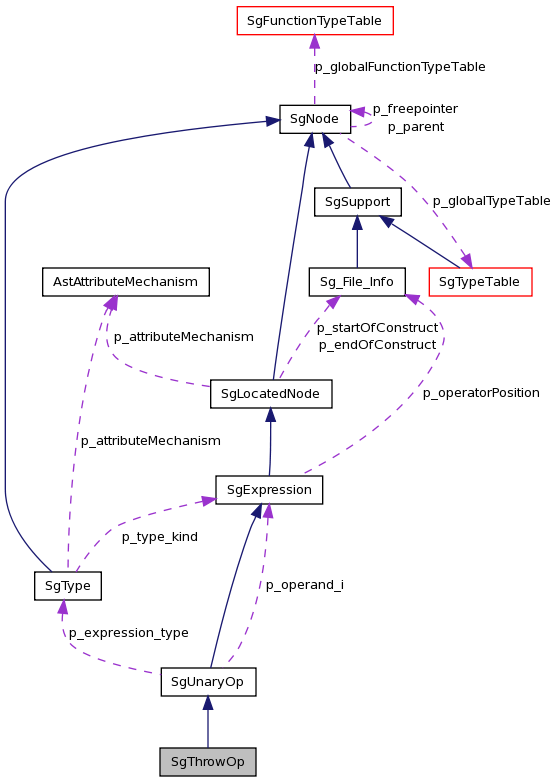 SgFunctionTypeTable
p_globalFunctionTypeTable
SgNode
p_freepointer
p_parent
SgSupport
p_globalTypeTable
AstAttributeMechanism
Sg_File_Info
SgTypeTable
p_attributeMechanism
p_startOfConstruct
p_endOfConstruct
SgLocatedNode
p_operatorPosition
p_attributeMechanism
SgExpression
p_type_kind
SgType
p_operand_i
p_expression_type
SgUnaryOp
SgThrowOp